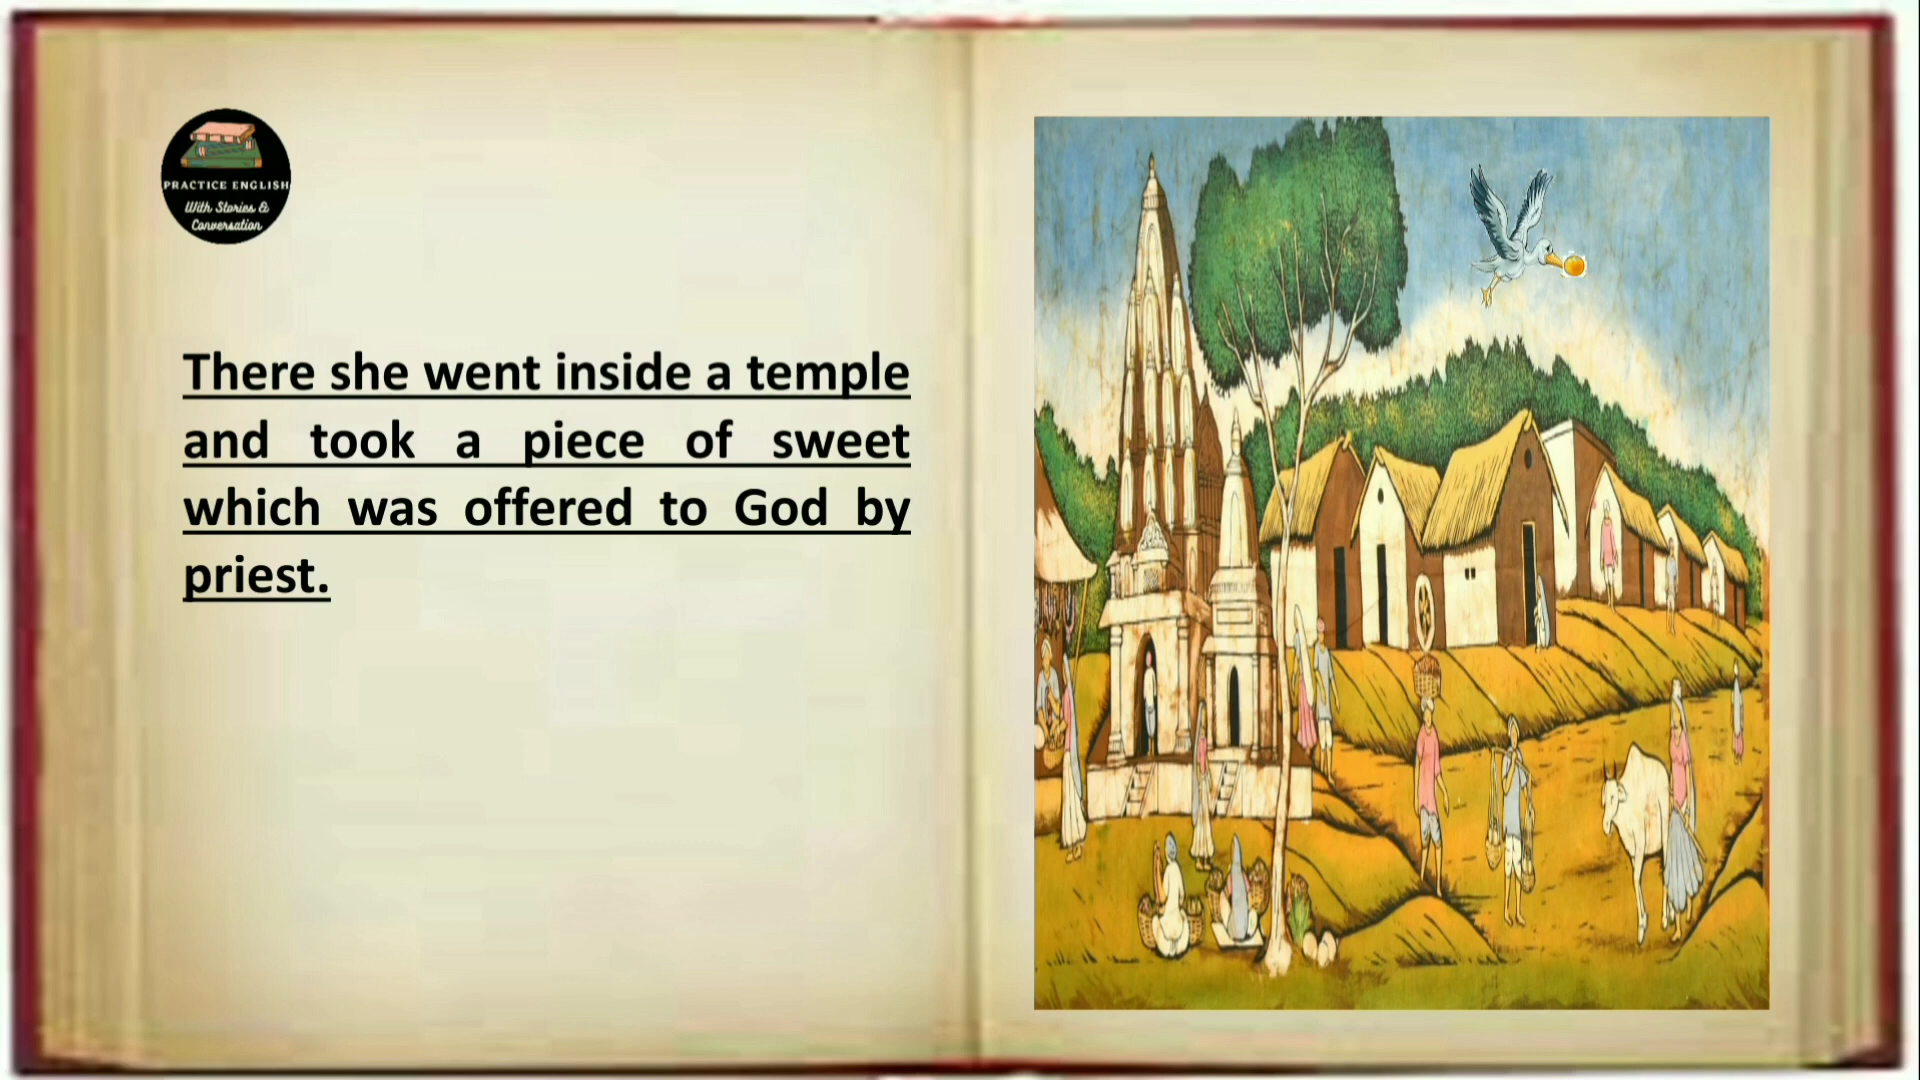 PRACTICE ENGLISH
With Stories &
Conversation
There she went inside a temple
and took a piece of sweet
which was offered to God by
priest.